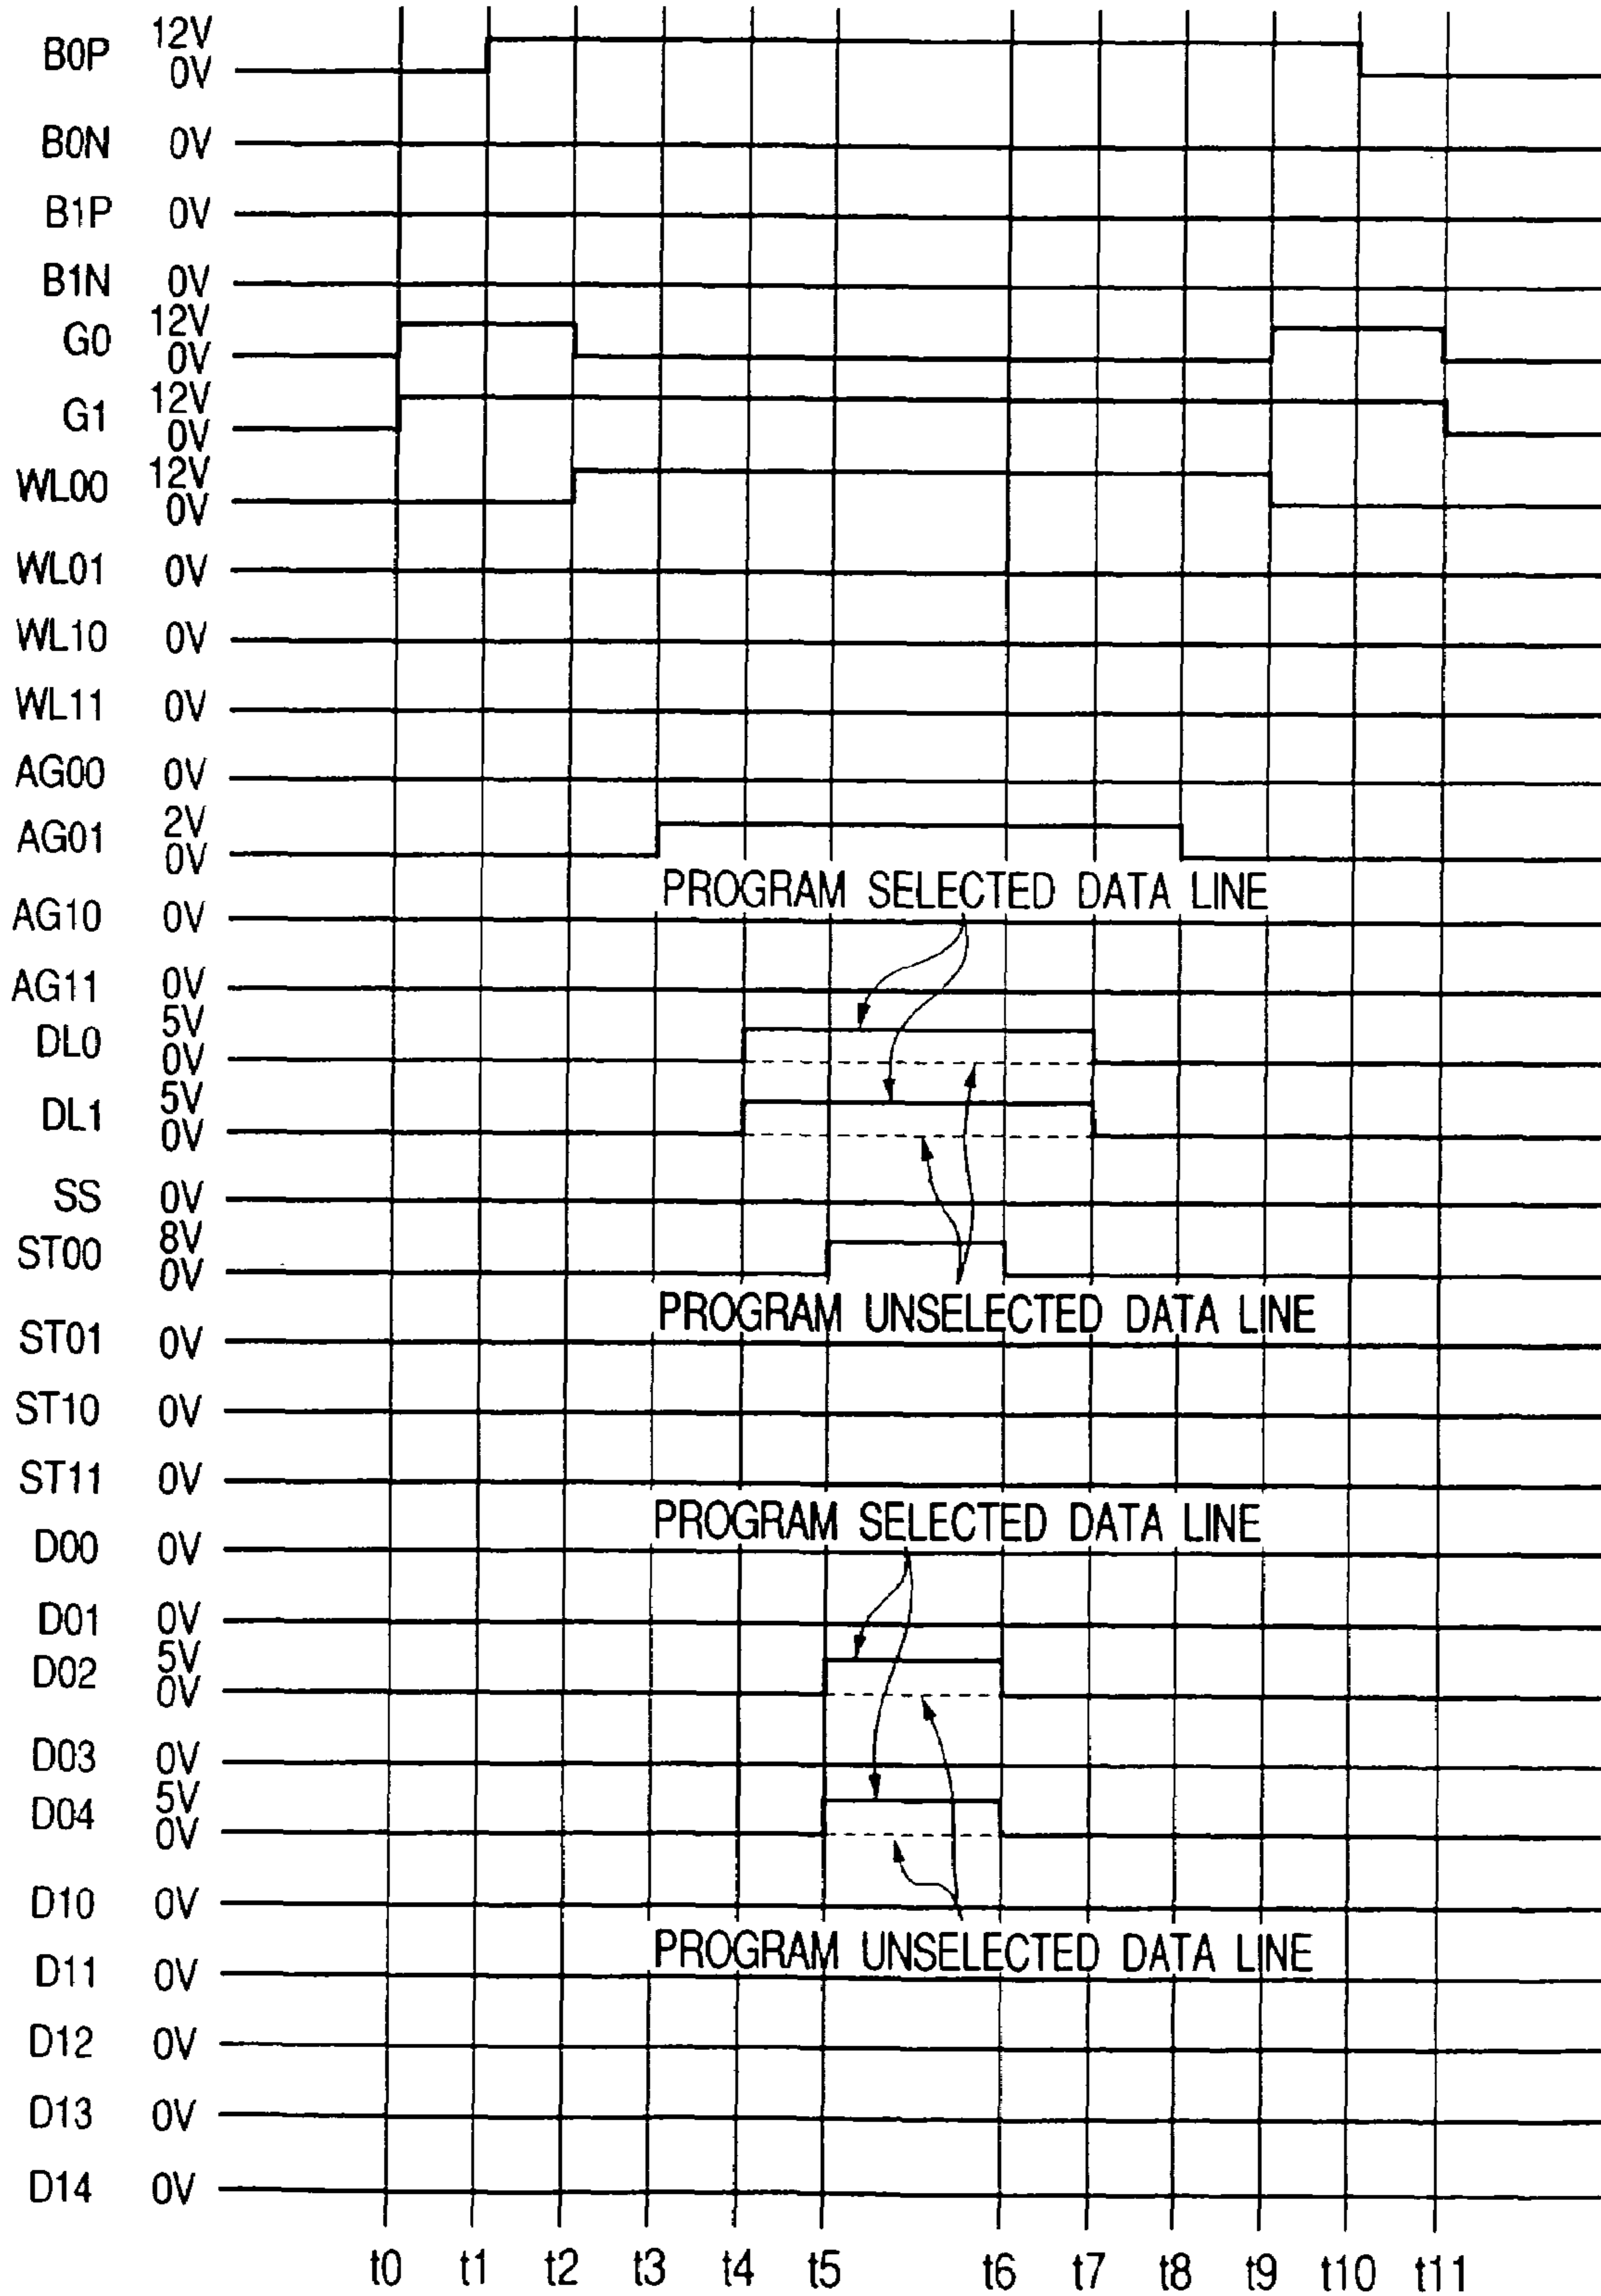 B0P 12V
0V
B0N 0V
B1P 0V
B1N 0V
G0 12V
0V
G1 12V
0V
WL00 12V
0V
WL01 0V
WL10 0V
WL11 0V
AG00 0V
AG01 2V
0V
PROGRAM SELECTED DATA LINE
AG10 0V
AG11 0V
DL0 5V
0V
DL1 5V
0V
SS 0V
ST00 8V
0V
PROGRAM UNSELECTED DATA LINE
ST01 0V
ST10 0V
ST11 0V
PROGRAM SELECTED DATA LINE
D00 0V
D01 0V
D02 5V
0V
D03 0V
D04 5V
0V
D10 0V
PROGRAM UNSELECTED DATA LINE
D11 0V
D12 0V
D13 0V
D14 0V
t0 t1 t2 t3 t4 t5 t6 t7 t8 t9 t10 t11